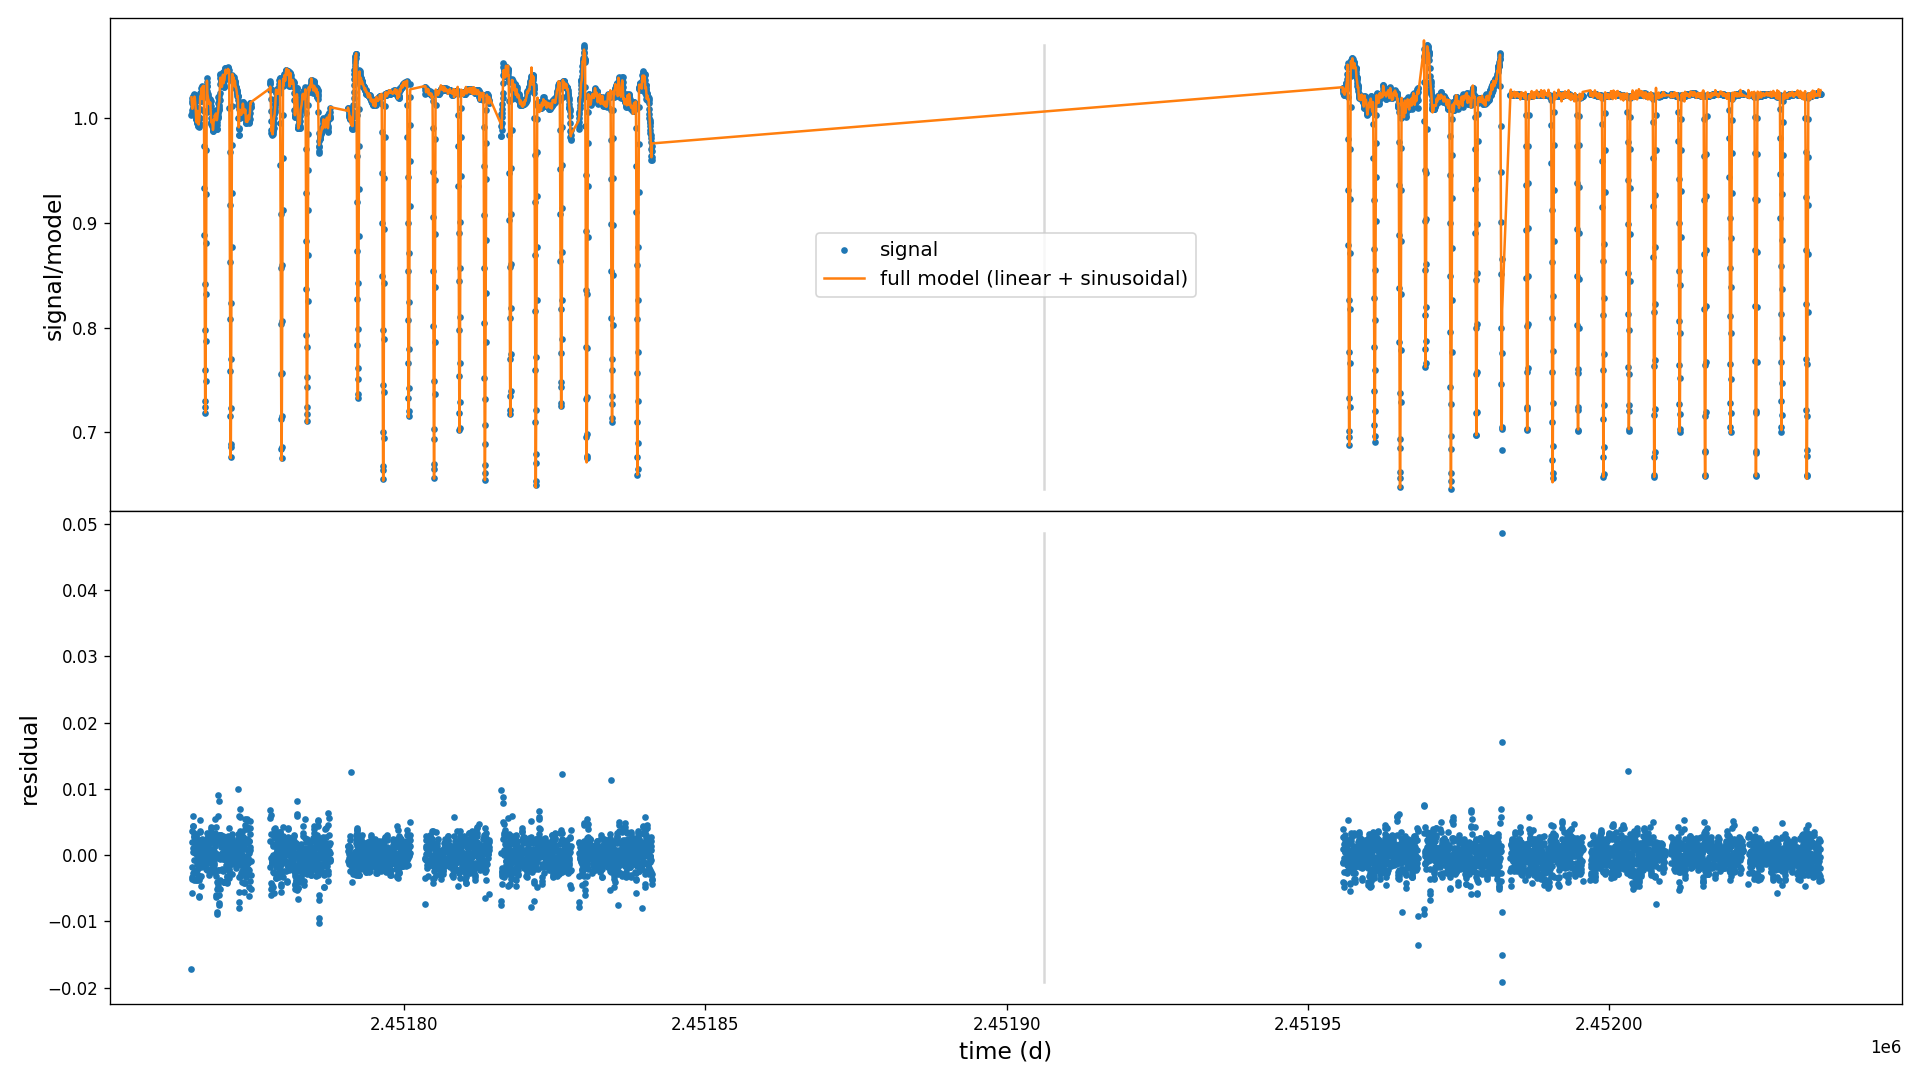 signal/model
1.0
0.9
0.8
0.7
signal
full model (linear + sinusoidal)
residual
0.05
0.04
0.03
0.02
0.01
0.00
−0.01
−0.02
2.45180
2.45185
2.45190
2.45195
2.45200
1e6
time (d)